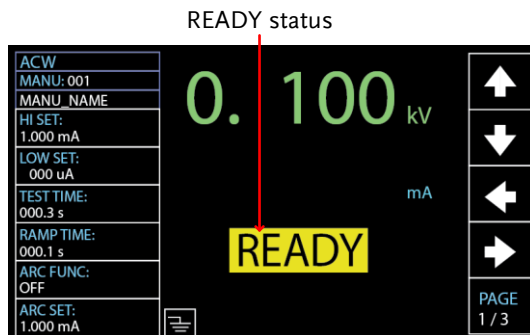 READY status
ACW
MANU: 001
MANU_NAME
HI SET:
1.000 mA
LOW SET:
000 uA
TEST TIME:
000.3 s
RAMP TIME:
000.1 s
ARC FUNC:
OFF
ARC SET:
1.000 mA
0. 100 kV
mA
READY
PAGE
1 / 3